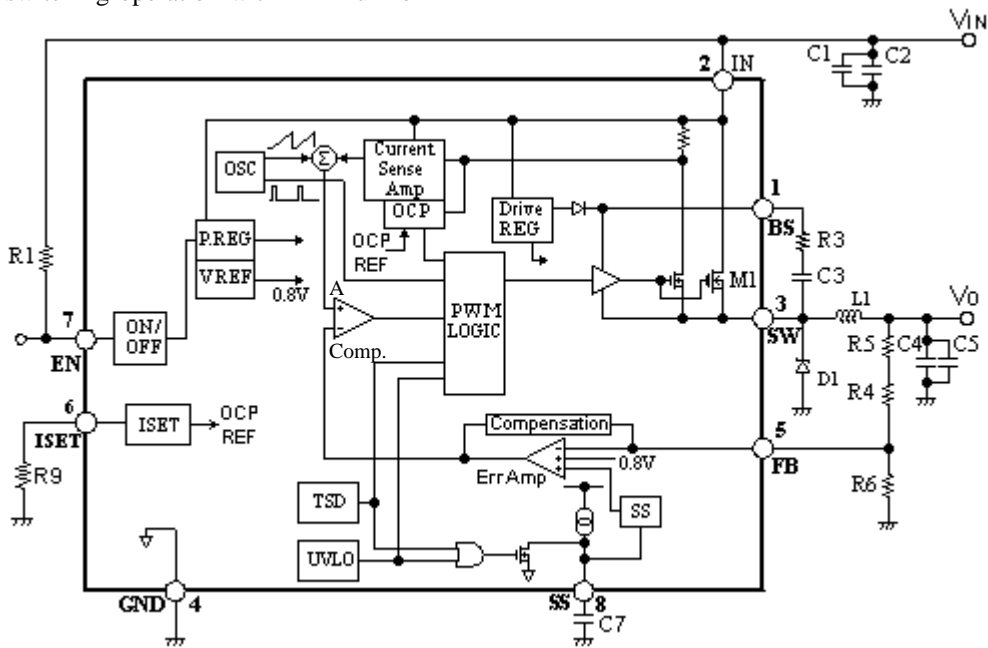 VIN
C1
C2
2
IN
OSC
Σ
Current
Sense
Amp
OCP
OCP
REF
Drive
REG
1
BS
R3
C3
R1
P.REG
VREF
0.8V
A
Comp.
PWM
LOGIC
M1
3
SW
L1
VO
7
EN
ON/
OFF
R5
C4
C5
D1
R4
6
ISET
ISET
OCP
REF
Compensation
0.8V
ErrAmp
5
FB
R9
R6
TSD
SS
UVLO
GND
4
SS
8
C7